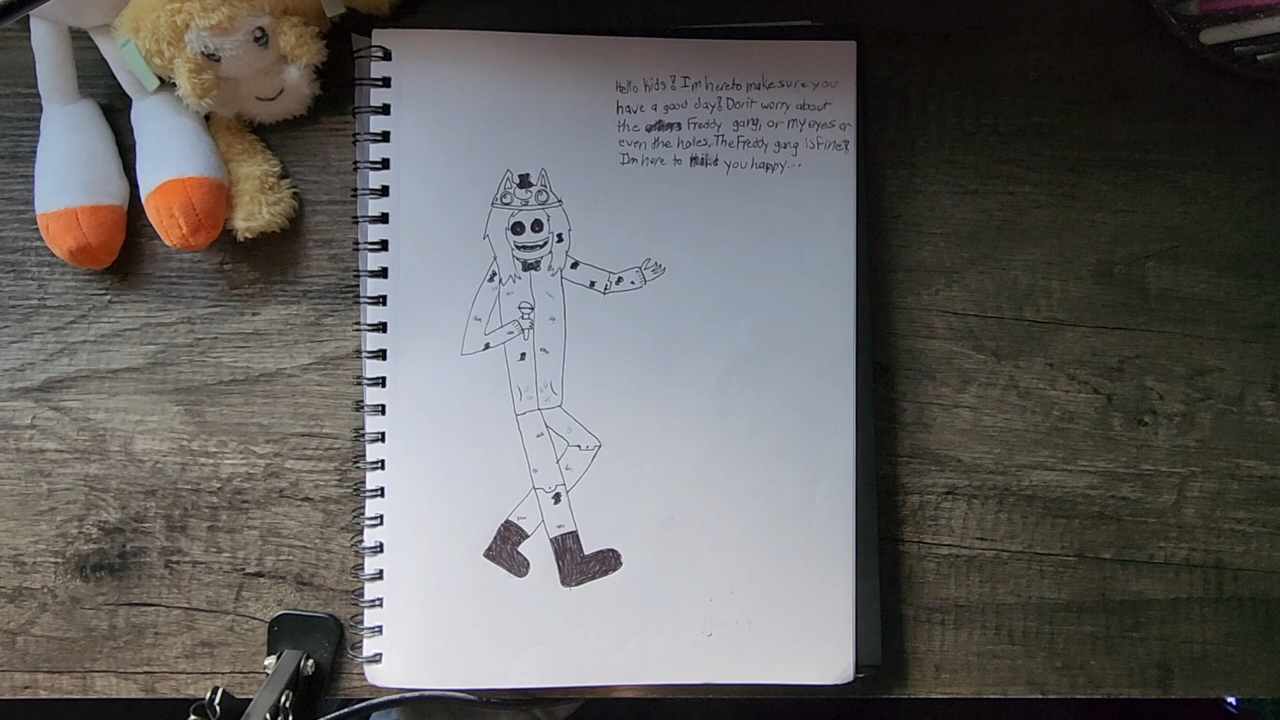 Hello kids! I'm here to make sure you
have a good day! Don't worry about
the Freddy gang, or my eyes or
even the holes. The Freddy gang is fine!
I'm here to you happy...